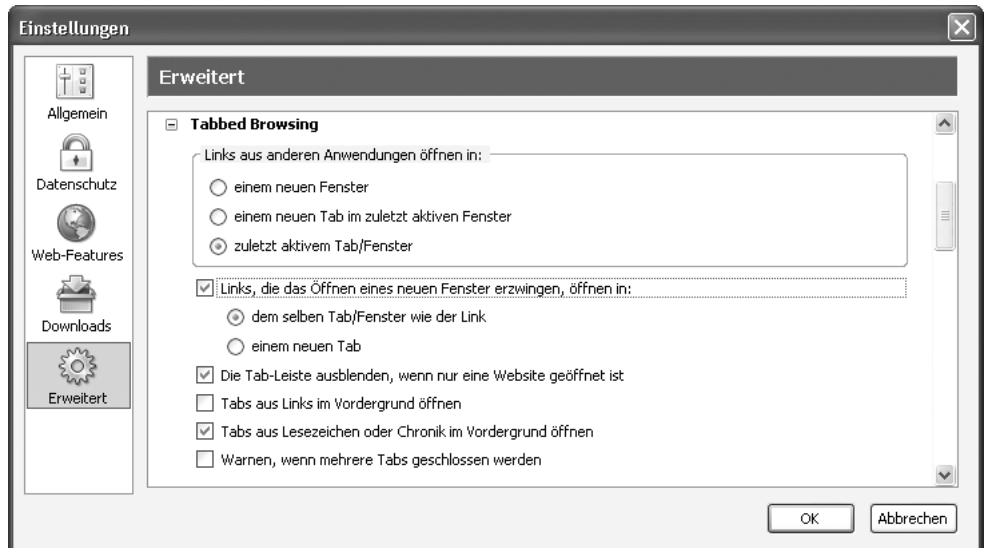 Einstellungen
Allgemein
Datenschutz
Web-Features
Downloads
Erweitert
Erweitert
Tabbed Browsing
Links aus anderen Anwendungen öffnen in:
einem neuen Fenster
einem neuen Tab im zuletzt aktiven Fenster
zuletzt aktivem Tab/Fenster
Links, die das Öffnen eines neuen Fenster erzwingen, öffnen in:
dem selben Tab/Fenster wie der Link
einem neuen Tab
Die Tab-Leiste ausblenden, wenn nur eine Website geöffnet ist
Tabs aus Links im Vordergrund öffnen
Tabs aus Lesezeichen oder Chronik im Vordergrund öffnen
Warnen, wenn mehrere Tabs geschlossen werden
OK
Abbrechen